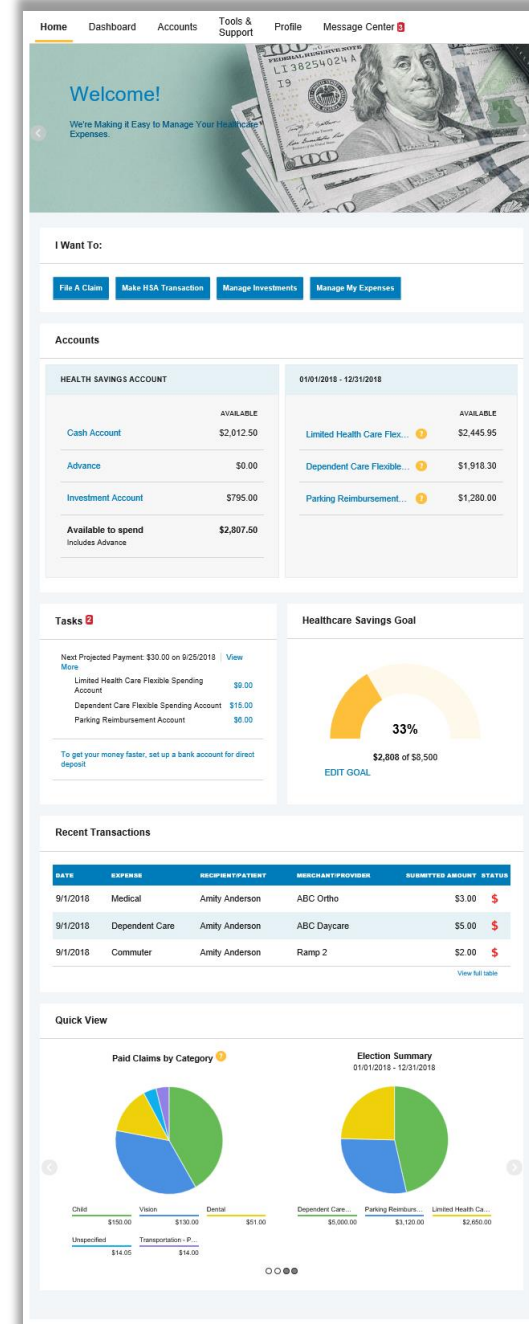 Home Dashboard Accounts Tools & Support Profile Message Center 3
FEDERAL RESERVE NOTE
LI38254024A
I9
100
Welcome!
We're Making it Easy to Manage Your Healthcare
Expenses.
I Want To:
File A Claim Make HSA Transaction Manage Investments Manage My Expenses
Accounts
HEALTH SAVINGS ACCOUNT
AVAILABLE
Cash Account $2,012.50
Advance $0.00
Investment Account $795.00
Available to spend $2,807.50
Includes Advance
01/01/2018 - 12/31/2018
AVAILABLE
Limited Health Care Flex... ? $2,445.95
Dependent Care Flexible... ? $1,918.30
Parking Reimbursement... ? $1,280.00
Tasks 2
Next Projected Payment: $30.00 on 9/25/2018 | View
More
Limited Health Care Flexible Spending
Account $9.00
Dependent Care Flexible Spending Account $15.00
Parking Reimbursement Account $6.00
To get your money faster, set up a bank account for direct
deposit
Healthcare Savings Goal
33%
$2,808 of $8,500
EDIT GOAL
Recent Transactions
DATE EXPENSE RECIPIENT/PATIENT MERCHANT/PROVIDER SUBMITTED AMOUNT STATUS
9/1/2018 Medical Amity Anderson ABC Ortho $3.00 $
9/1/2018 Dependent Care Amity Anderson ABC Daycare $5.00 $
9/1/2018 Commuter Amity Anderson Ramp 2 $2.00 $
View full table
Quick View
Paid Claims by Category ?
Child Vision Dental
$150.00 $130.00 $51.00
Unspecified Transportation - P...
$14.05 $14.00
Election Summary
01/01/2018 - 12/31/2018
Dependent Care... Parking Reimburs... Limited Health Ca...
$5,000.00 $3,120.00 $2,650.00